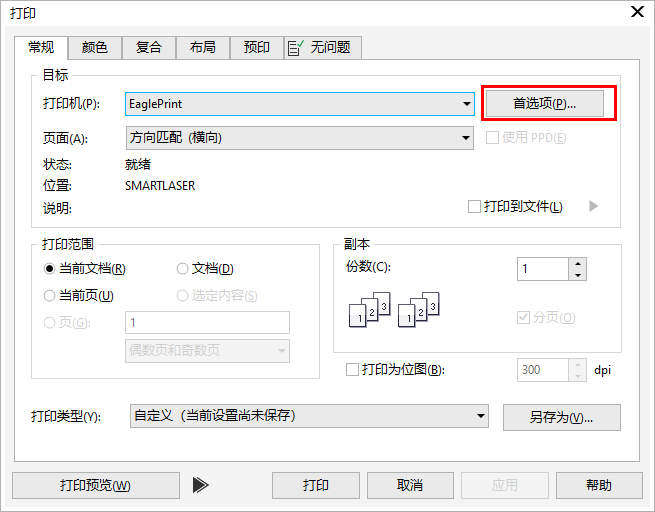 打印
常规 颜色 复合 布局 预印 无问题
目标
打印机(P): EaglePrint 首选项(P)...
页面(A): 方向匹配 (横向) 使用 PPD(E)
状态: 就绪
位置: SMARTLASER
说明: 打印到文件(L)
打印范围
当前文档(R) 文档(D)
当前页(U) 选定内容(S)
页(G): 1
偶数页和奇数页
副本
份数(C): 1
1 2 3 1 2 3
分页(O)
打印为位图(B): 300 dpi
打印类型(Y): 自定义（当前设置尚未保存） 另存为(V)...
打印预览(W) 打印 取消 应用 帮助